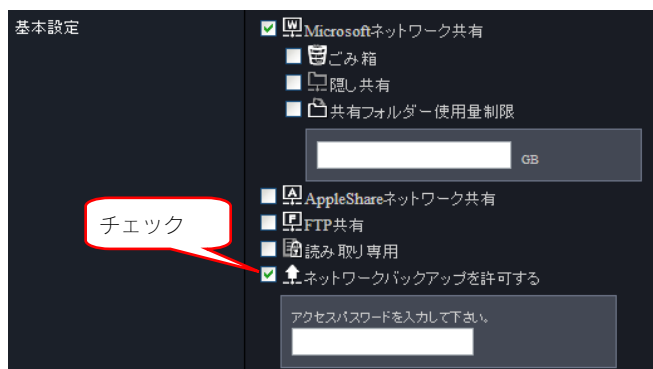 基本設定
Microsoftネットワーク共有
ごみ箱
隠し共有
共有フォルダー使用量制限
GB
AppleShareネットワーク共有
チェック
FTP共有
読み取り専用
ネットワークバックアップを許可する
アクセスパスワードを入力して下さい。